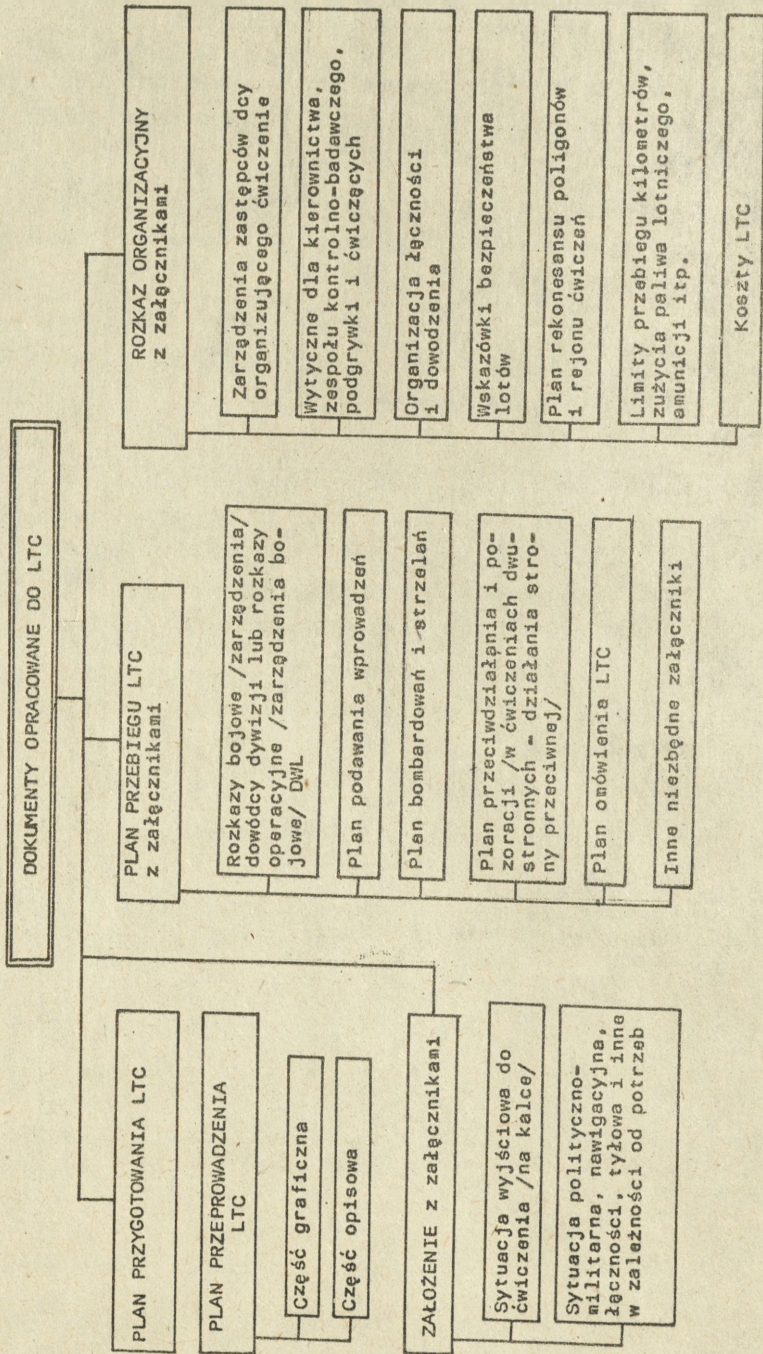 DOKUMENTY OPRACOWANE DO LTC
PLAN PRZYGOTOWANIA LTC
PLAN PRZEPROWADZENIA
LTC
Część graficzna
Część opisowa
ZAŁOŻENIE z załącznikami
Sytuacja wyjściowa do
ćwiczenia /na kalce/
Sytuacja polityczno-
militarna, nawigacyjna,
łączności, tyłowa i inne
w zależności od potrzeb
PLAN PRZEBIEGU LTC
z załącznikami
Rozkazy bojowe /zarządzenia/
dowódcy dywizji lub rozkazy
operacyjne /zarządzenia bo-
jowe/ DWL
Plan podawania wprowadzeń
Plan bombardowań i strzelań
Plan przeciwdziałania i po-
zoracji /w ćwiczeniach dwu-
stronnych - działania stro-
ny przeciwnej/
Plan omówienia LTC
Inne niezbędne załączniki
ROZKAZ ORGANIZACYJNY
z załącznikami
Zarządzenia zastępców dcy
organizującego ćwiczenie
Wytyczne dla kierownictwa,
zespołu kontrolno-badawczego,
podgrywki i ćwiczących
Organizacja łączności
i dowodzenia
Wskazówki bezpieczeństwa
lotów
Plan rekonesansu poligonów
i rejonu ćwiczeń
Limity przebiegu kilometrów,
zużycia paliwa lotniczego,
amunicji itp.
Koszty LTC